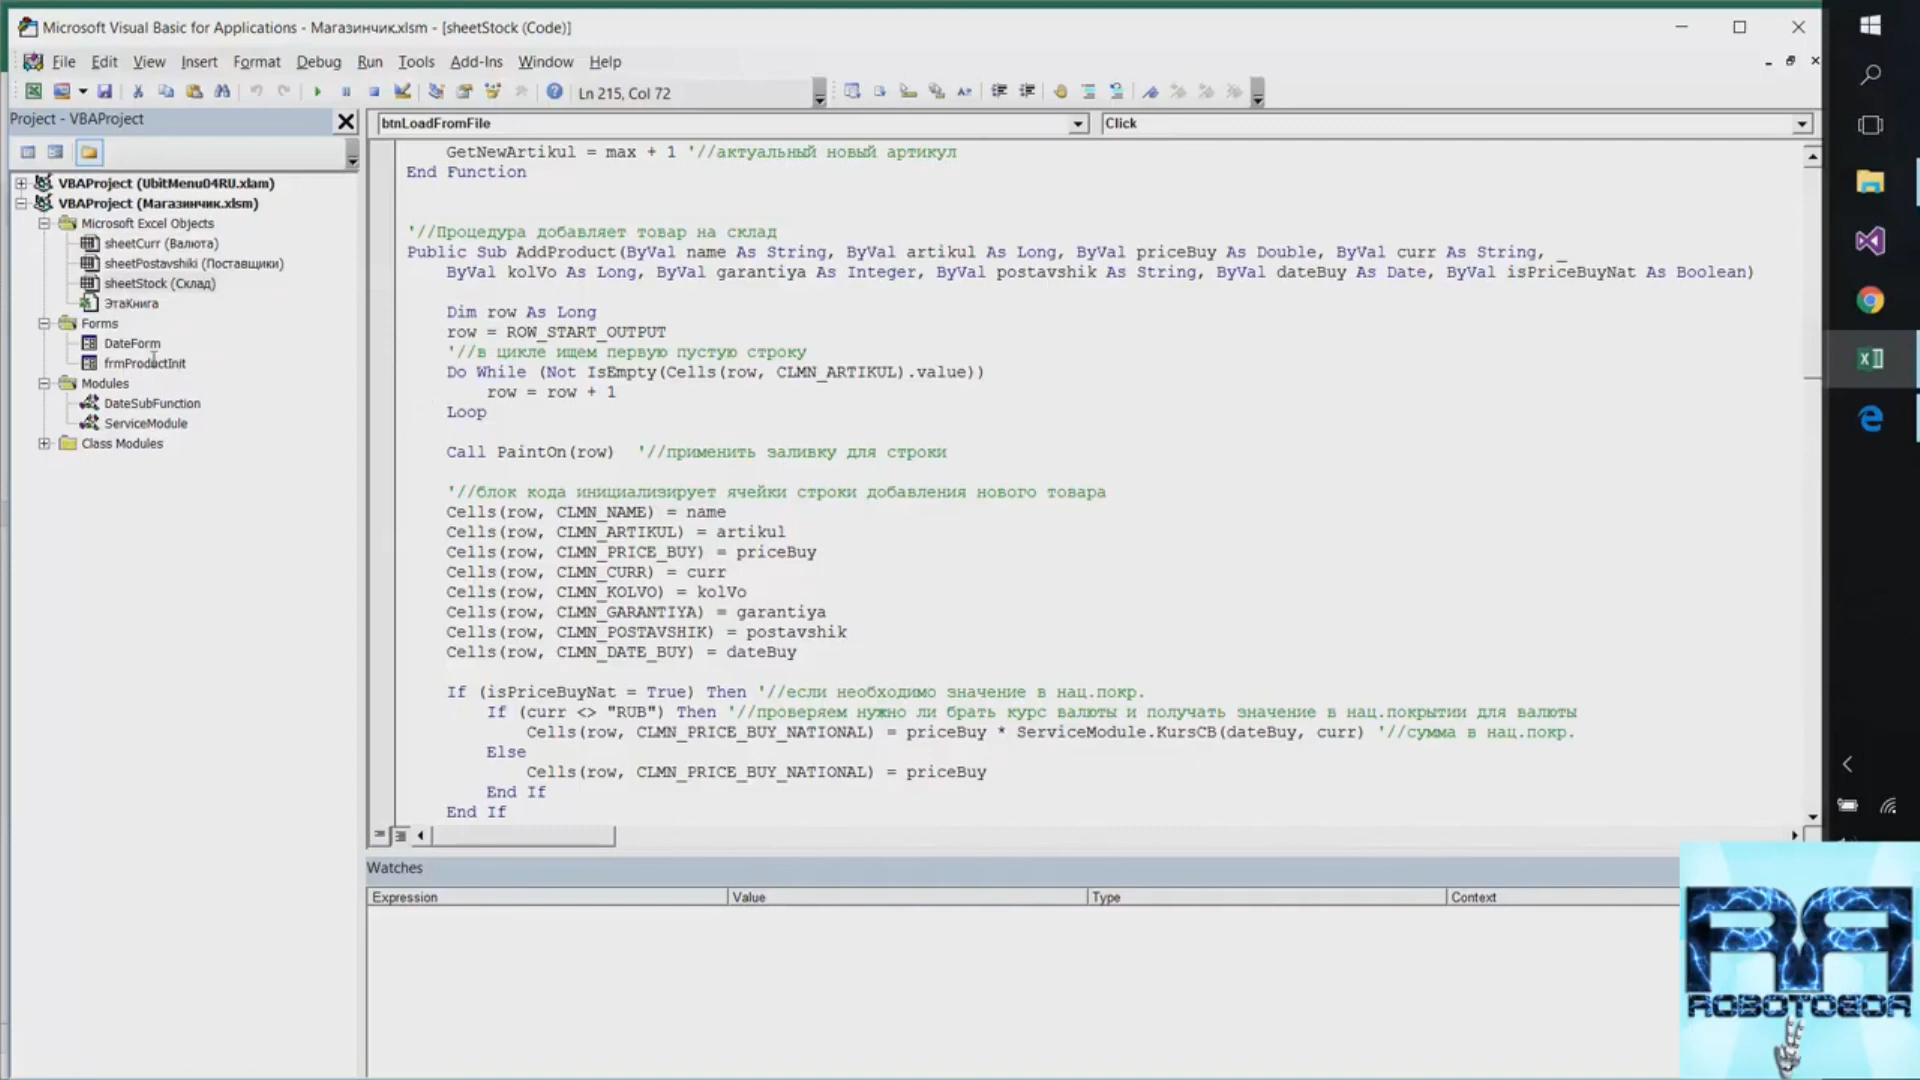 Microsoft Visual Basic for Applications - Магазинчик.xlsm - [sheetStock (Code)]
File Edit View Insert Format Debug Run Tools Add-Ins Window Help
Ln 215, Col 72
Project - VBAProject
VBAProject (UbitMenu04RU.xlam)
VBAProject (Магазинчик.xlsm)
Microsoft Excel Objects
sheetCurr (Валюта)
sheetPostavshiki (Поставщики)
sheetStock (Склад)
ЭтаКнига
Forms
DateForm
frmProductInit
Modules
DateSubFunction
ServiceModule
Class Modules
btnLoadFromFile
Click
GetNewArtikul = max + 1 '//актуальный новый артикул
End Function
'//Процедура добавляет товар на склад
Public Sub AddProduct(ByVal name As String, ByVal artikul As Long, ByVal priceBuy As Double, ByVal curr As String, _
ByVal kolVo As Long, ByVal garantiya As Integer, ByVal postavshik As String, ByVal dateBuy As Date, ByVal isPriceBuyNat As Boolean)
Dim row As Long
row = ROW_START_OUTPUT
'//в цикле ищем первую пустую строку
Do While (Not IsEmpty(Cells(row, CLMN_ARTIKUL).value))
row = row + 1
Loop
Call PaintOn(row) '//применить заливку для строки
'//блок кода инициализирует ячейки строки добавления нового товара
Cells(row, CLMN_NAME) = name
Cells(row, CLMN_ARTIKUL) = artikul
Cells(row, CLMN_PRICE_BUY) = priceBuy
Cells(row, CLMN_CURR) = curr
Cells(row, CLMN_KOLVO) = kolVo
Cells(row, CLMN_GARANTIYA) = garantiya
Cells(row, CLMN_POSTAVSHIK) = postavshik
Cells(row, CLMN_DATE_BUY) = dateBuy
If (isPriceBuyNat = True) Then '//если необходимо значение в нац.покр.
If (curr <> "RUB") Then '//проверяем нужно ли брать курс валюты и получать значение в нац.покрытии для валюты
Cells(row, CLMN_PRICE_BUY_NATIONAL) = priceBuy * ServiceModule.KursCB(dateBuy, curr) '//сумма в нац.покр.
Else
Cells(row, CLMN_PRICE_BUY_NATIONAL) = priceBuy
End If
End If
Watches
Expression Value Type Context